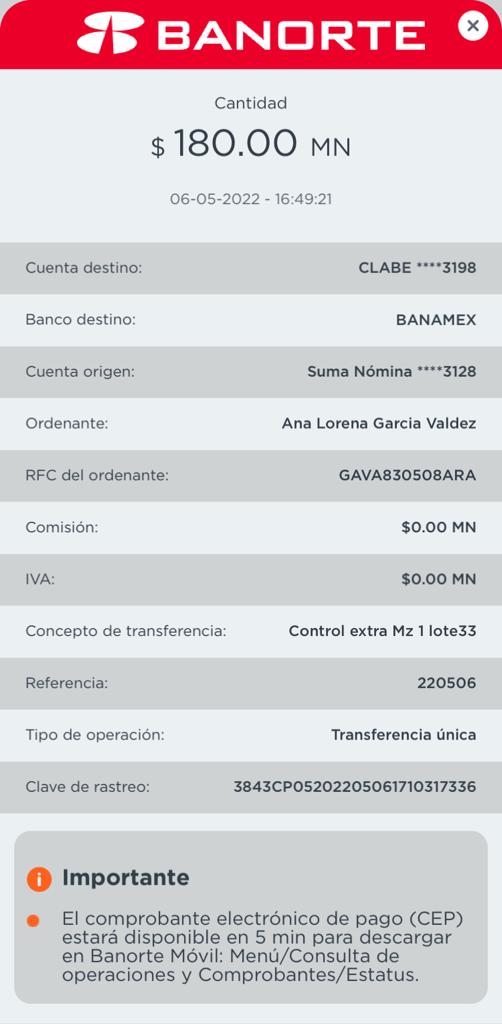 BANORTE
Cantidad
$ 180.00 MN
06-05-2022 - 16:49:21
Cuenta destino: CLABE ****3198
Banco destino: BANAMEX
Cuenta origen: Suma Nómina ****3128
Ordenante: Ana Lorena Garcia Valdez
RFC del ordenante: GAVA830508ARA
Comisión: $0.00 MN
IVA: $0.00 MN
Concepto de transferencia: Control extra Mz 1 lote33
Referencia: 220506
Tipo de operación: Transferencia única
Clave de rastreo: 3843CP05202205061710317336
Importante
El comprobante electrónico de pago (CEP)
estará disponible en 5 min para descargar
en Banorte Móvil: Menú/Consulta de
operaciones y Comprobantes/Estatus.